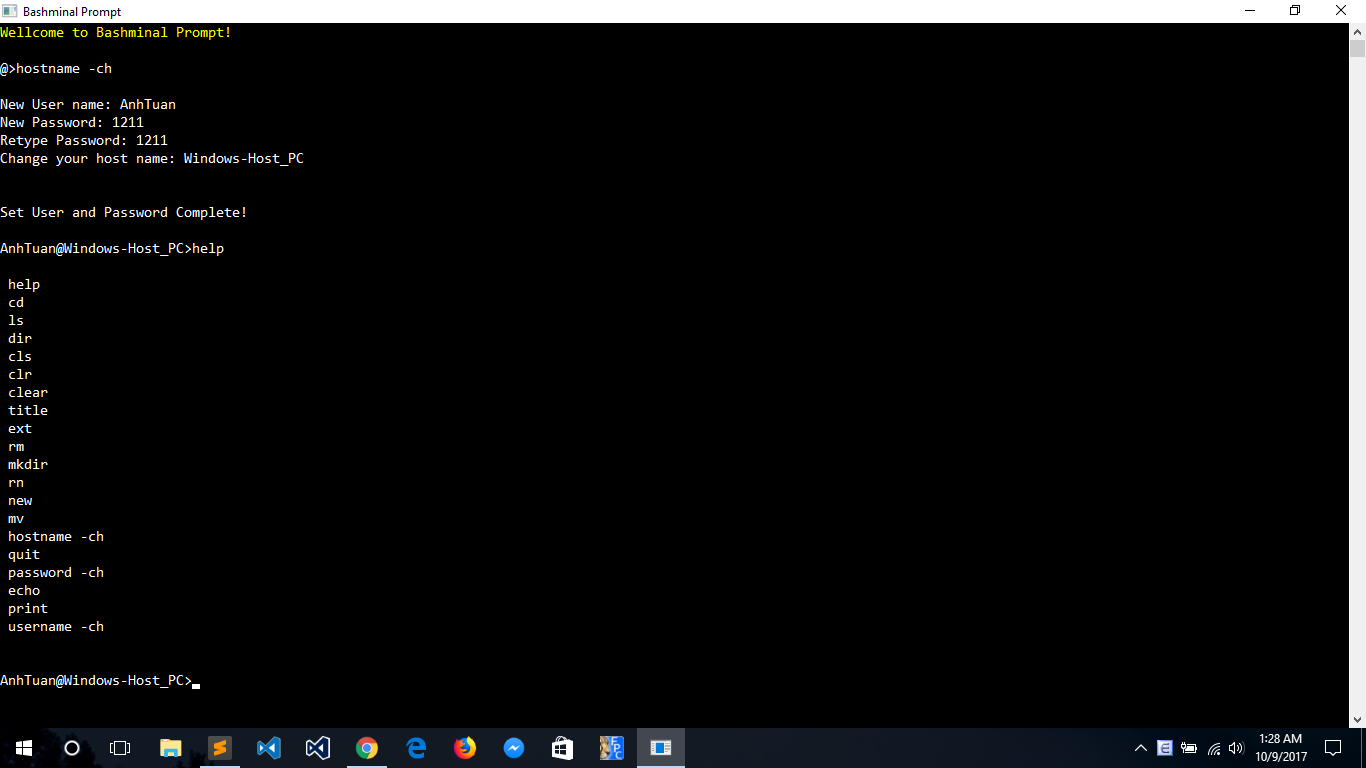 Bashminal Prompt
Wellcome to Bashminal Prompt!
@>hostname -ch
New User name: AnhTuan
New Password: 1211
Retype Password: 1211
Change your host name: Windows-Host_PC
Set User and Password Complete!
AnhTuan@Windows-Host_PC>help
help
cd
ls
dir
cls
clr
clear
title
ext
rm
mkdir
rn
new
mv
hostname -ch
quit
password -ch
echo
print
username -ch
AnhTuan@Windows-Host_PC>
1:28 AM
10/9/2017